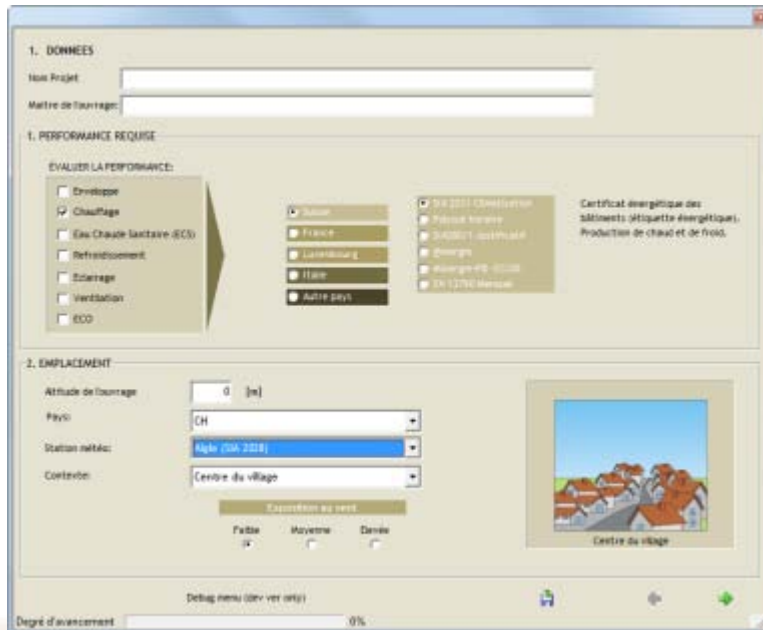 1. DONNEES
Nom Projet
Maître de l'ouvrage:
1. PERFORMANCE REQUISE
EVALUER LA PERFORMANCE:
Enveloppe
Chauffage
Eau Chaude Sanitaire (ECS)
Refroidissement
Eclairage
Ventilation
ECO
Suisse
France
Luxembourg
Italie
Autre pays
SIA 2031 Climatisation
Certificat énergétique des
bâtiments (étiquette énergétique).
Production de chaud et de froid.
2. EMPLACEMENT
Altitude de l'ouvrage 0 [m]
Pays: CH
Station météo: Aigle (SIA 2028)
Contexte: Centre du village
Exposition au vent
Faible Moyenne Elevée
Centre du village
Debug menu (dev ver only)
Degré d'avancement 0%